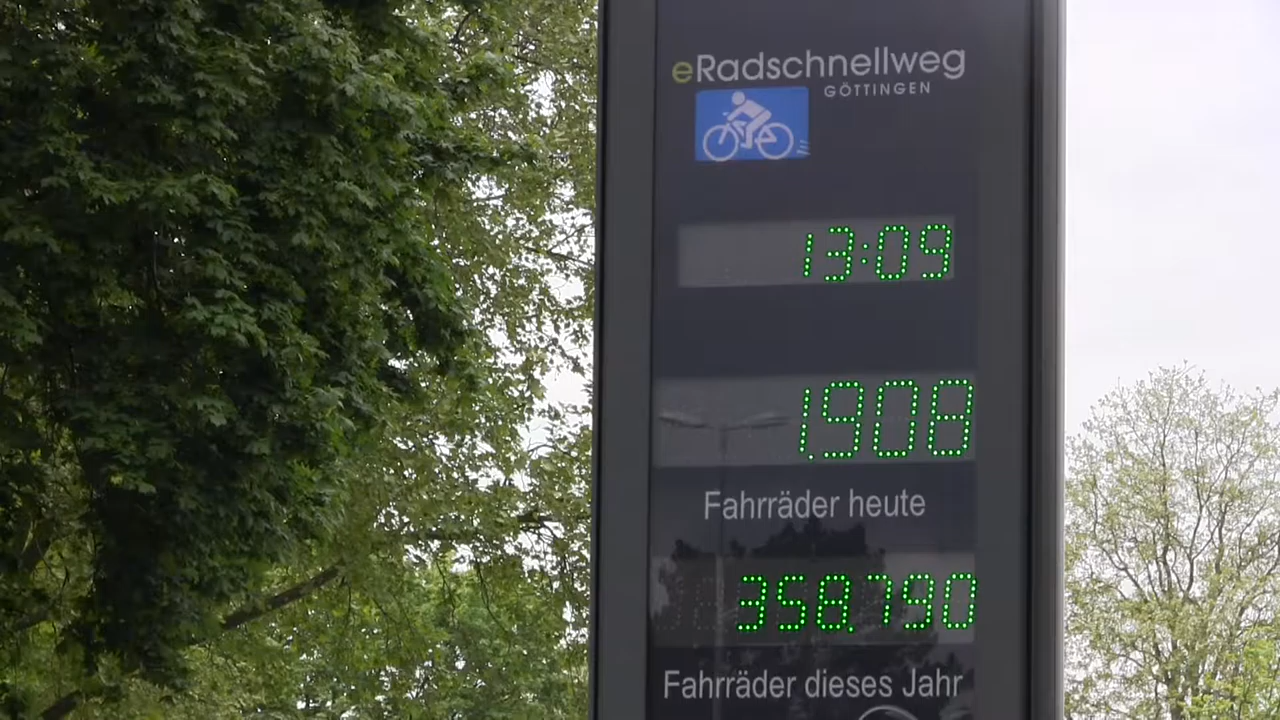 eRadschnellweg
GÖTTINGEN
13:09
1.908
Fahrräder heute
358.790
Fahrräder dieses Jahr